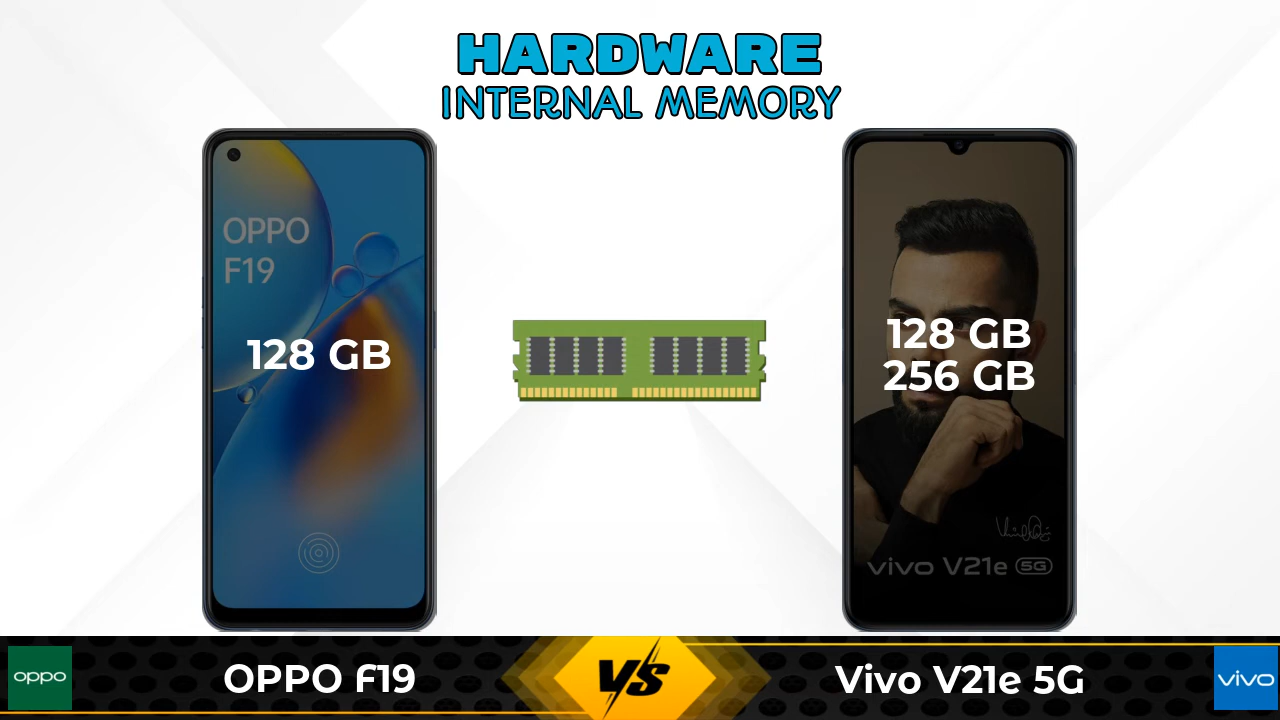 HARDWARE
INTERNAL MEMORY
OPPO
F19
128 GB
128 GB
256 GB
vivo V21e 5G
oppo
OPPO F19
VS
Vivo V21e 5G
vivo